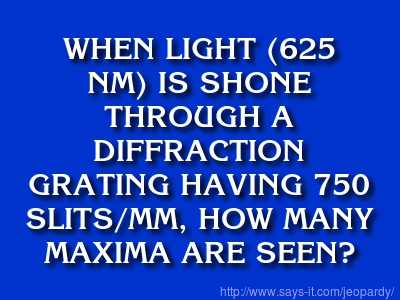 WHEN LIGHT (625
NM) IS SHONE
THROUGH A
DIFFRACTION
GRATING HAVING 750
SLITS/MM, HOW MANY
MAXIMA ARE SEEN?
http://www.says-it.com/jeopardy/